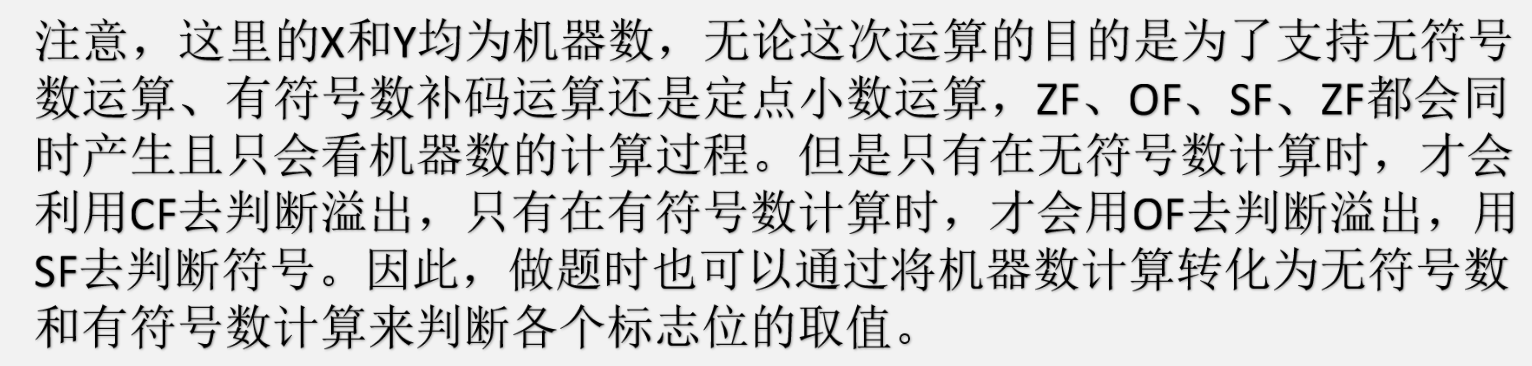 注意，这里的X和Y均为机器数，无论这次运算的目的是为了支持无符号
数运算、有符号数补码运算还是定点小数运算，ZF、OF、SF、ZF都会同
时产生且只会看机器数的计算过程。但是只有在无符号数计算时，才会
利用CF去判断溢出，只有在有符号数计算时，才会用OF去判断溢出，用
SF去判断符号。因此，做题时也可以通过将机器数计算转化为无符号数
和有符号数计算来判断各个标志位的取值。